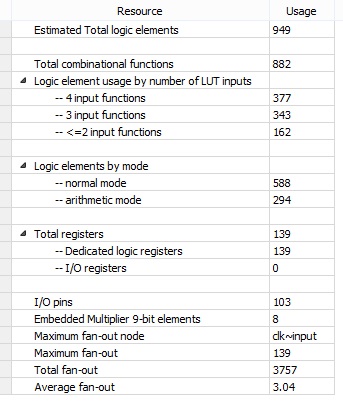 Resource Usage
Estimated Total logic elements 949
Total combinational functions 882
Logic element usage by number of LUT inputs
-- 4 input functions 377
-- 3 input functions 343
-- <=2 input functions 162
Logic elements by mode
-- normal mode 588
-- arithmetic mode 294
Total registers 139
-- Dedicated logic registers 139
-- I/O registers 0
I/O pins 103
Embedded Multiplier 9-bit elements 8
Maximum fan-out node clk~input
Maximum fan-out 139
Total fan-out 3757
Average fan-out 3.04